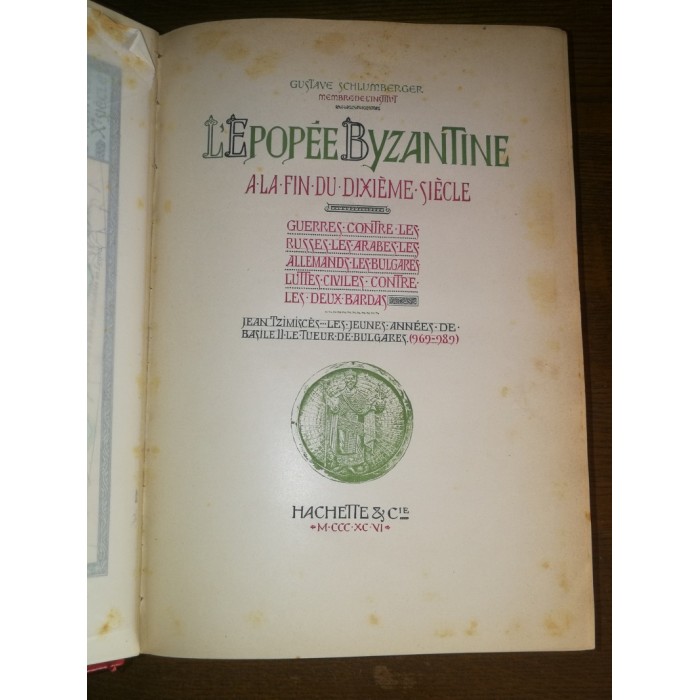 GUSTAVE SCHLUMBERGER
MEMBRE DE L'INSTITUT
L'EPOPÉE BYZANTINE
A·LA·FIN·DU·DIXIÈME·SIÈCLE
GUERRES·CONTRE·LES
RUSSES·LES·ARABES·LES
ALLEMANDS·LES·BULGARES
LUTTES·CIVILES·CONTRE·
LES·DEUX·BARDAS
JEAN·TZIMISCÈS–LES·JEUNES·ANNÉES·DE·
BASILE II·LE·TUEUR·DE·BULGARES·(969–989)
HACHETTE & CIE
M·CCC·XC·VI